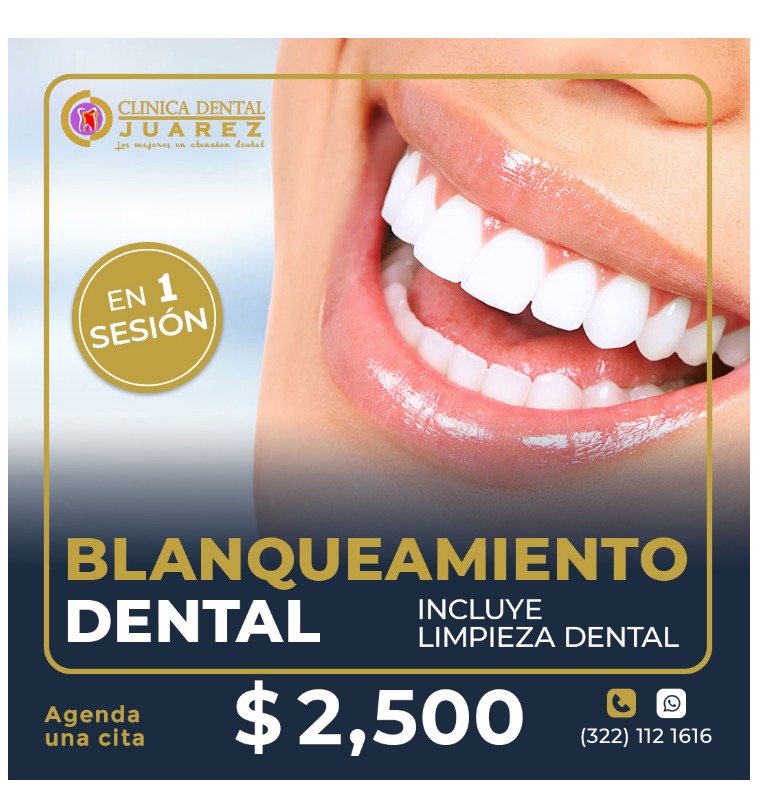 CLINICA DENTAL
JUAREZ
Los mejores en atension dental
EN 1
SESIÓN
BLANQUEAMIENTO
DENTAL
INCLUYE
LIMPIEZA DENTAL
Agenda
una cita
$2,500
(322) 112 1616